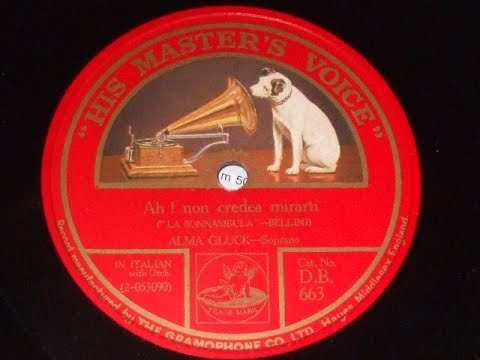 "HIS MASTER'S VOICE"
m 50
Ah ! non credea mirarti
("LA SONNANBULA"—BELLINI)
ALMA GLUCK—Soprano
IN ITALIAN
with Orch.
(2-053090)
Cat. No.
D.B.
663
TRADE MARK
Record manufactured by THE GRAMOPHONE CO., LTD., Hayes, Middlesex, England.